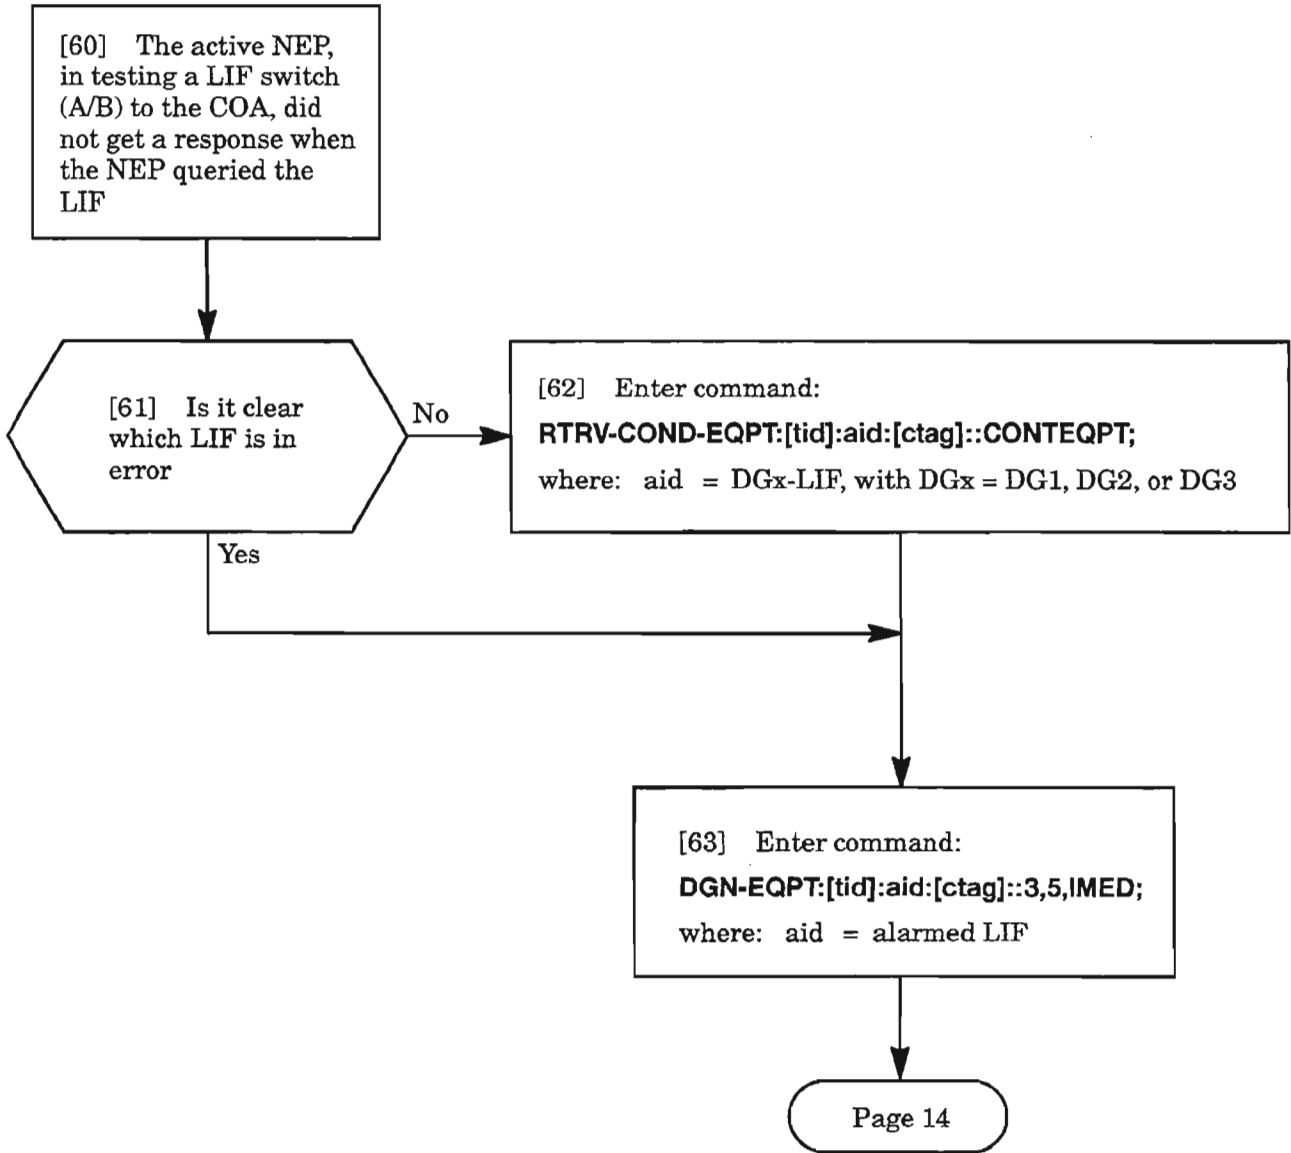 [60] The active NEP,
in testing a LIF switch
(A/B) to the COA, did
not get a response when
the NEP queried the
LIF
[61] Is it clear
which LIF is in
error
No
Yes
[62] Enter command:
RTRV-COND-EQPT:[tid]:aid:[ctag]::CONTEQPT;
where: aid = DGx-LIF, with DGx = DG1, DG2, or DG3
[63] Enter command:
DGN-EQPT:[tid]:aid:[ctag]::3,5,IMED;
where: aid = alarmed LIF
Page 14